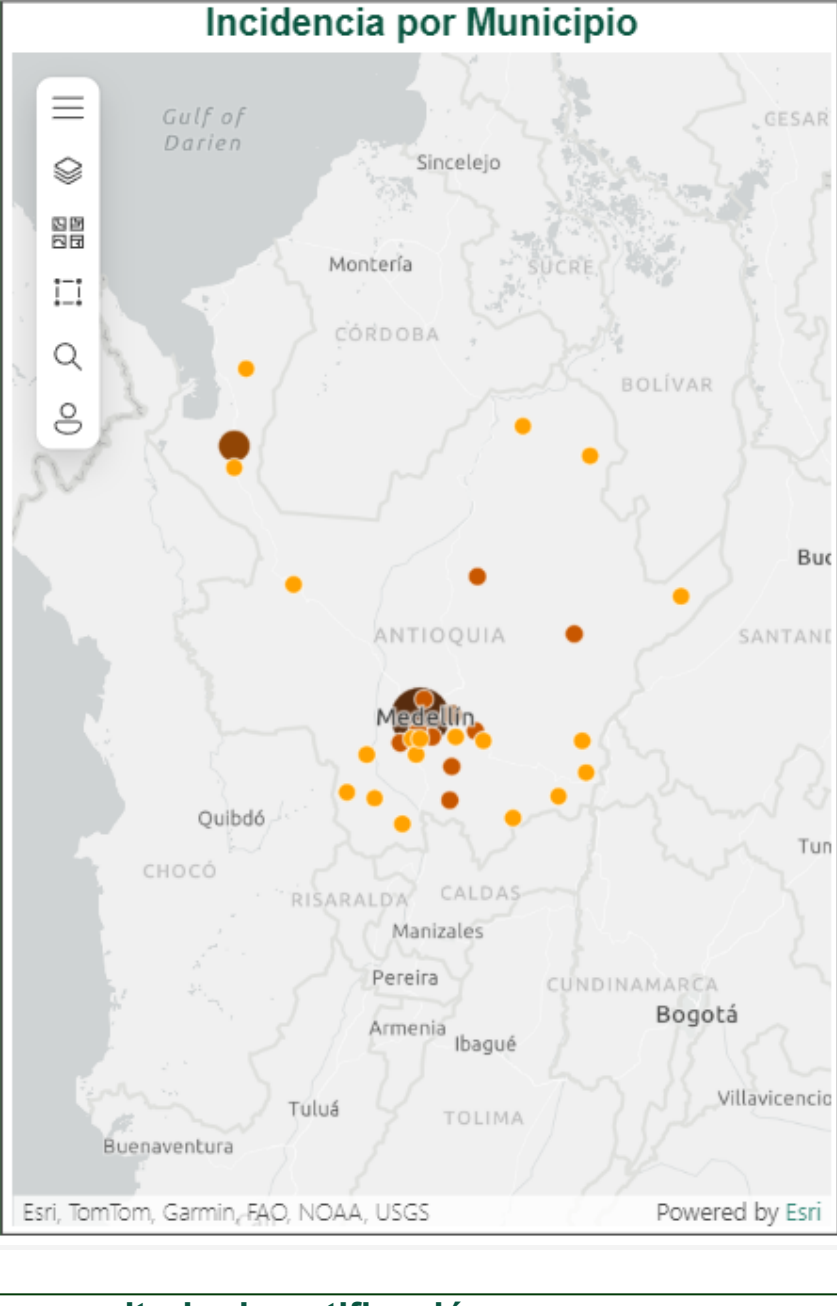 Incidencia por Municipio
Gulf of
Darien
CESAR
Sincelejo
Montería
SUCRE
CÓRDOBA
BOLÍVAR
Buc
ANTIOQUIA
SANTAND
Medellín
Quibdó
Tun
CHOCÓ
RISARALDA
CALDAS
Manizales
Pereira
CUNDINAMARCA
Bogotá
Armenia
Ibagué
Villavicencio
Tuluá
TOLIMA
Buenaventura
Esri, TomTom, Garmin, FAO, NOAA, USGS
Powered by Esri